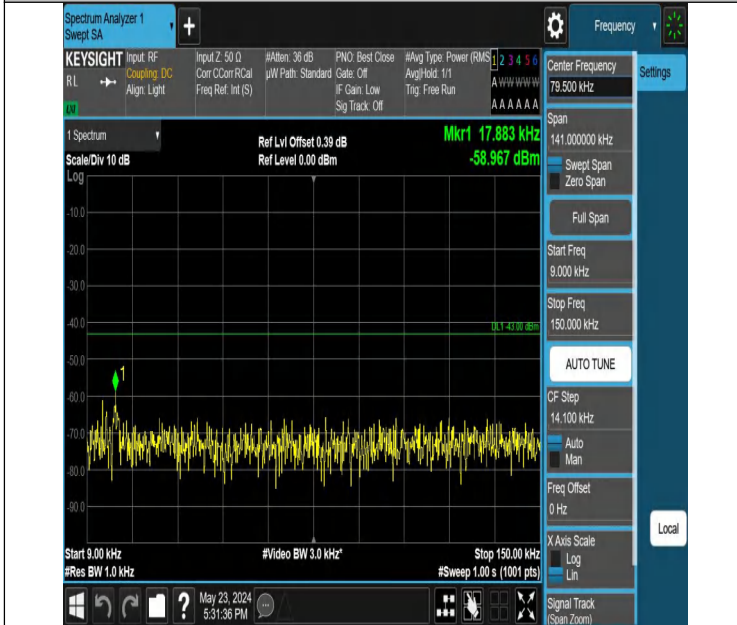 Spectrum Analyzer 1
Swept SA
+
Frequency
KEYSIGHT
RL
Input: RF
Coupling: DC
Align: Light
Input Z: 50 Ω
Corr CCorr RCal
Freq Ref: Int (S)
#Atten: 36 dB
µW Path: Standard
PNO: Best Close
Gate: Off
IF Gain: Low
Sig Track: Off
#Avg Type: Power (RMS
Avg|Hold: 1/1
Trig: Free Run
1 2 3 4 5 6
A W W W W W
A A A A A A
1 Spectrum
Scale/Div 10 dB
Ref Lvl Offset 0.39 dB
Ref Level 0.00 dBm
Mkr1 17.883 kHz
-58.967 dBm
Log
-10.0
-20.0
-30.0
-40.0
-50.0
-60.0
-70.0
-80.0
-90.0
DL1 -43.00 dBm
1
Start 9.00 kHz
#Res BW 1.0 kHz
#Video BW 3.0 kHz*
Stop 150.00 kHz
#Sweep 1.00 s (1001 pts)
Center Frequency
79.500 kHz
Settings
Span
141.000000 kHz
Swept Span
Zero Span
Full Span
Start Freq
9.000 kHz
Stop Freq
150.000 kHz
AUTO TUNE
CF Step
14.100 kHz
Auto
Man
Freq Offset
0 Hz
X Axis Scale
Log
Lin
Signal Track
(Span Zoom)
Local
?
May 23, 2024
5:31:36 PM